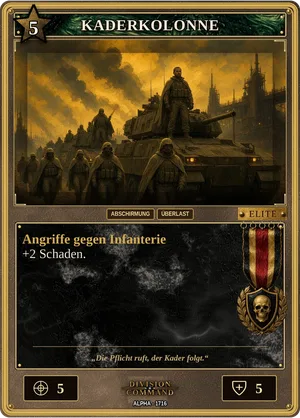 5
KADERKOLONNE
ABSCHIRMUNG ÜBERLAST
ELITE
Angriffe gegen Infanterie
+2 Schaden.
„Die Pflicht ruft, der Kader folgt.“
5
DIVISION
COMMAND
ALPHA · 1716
5